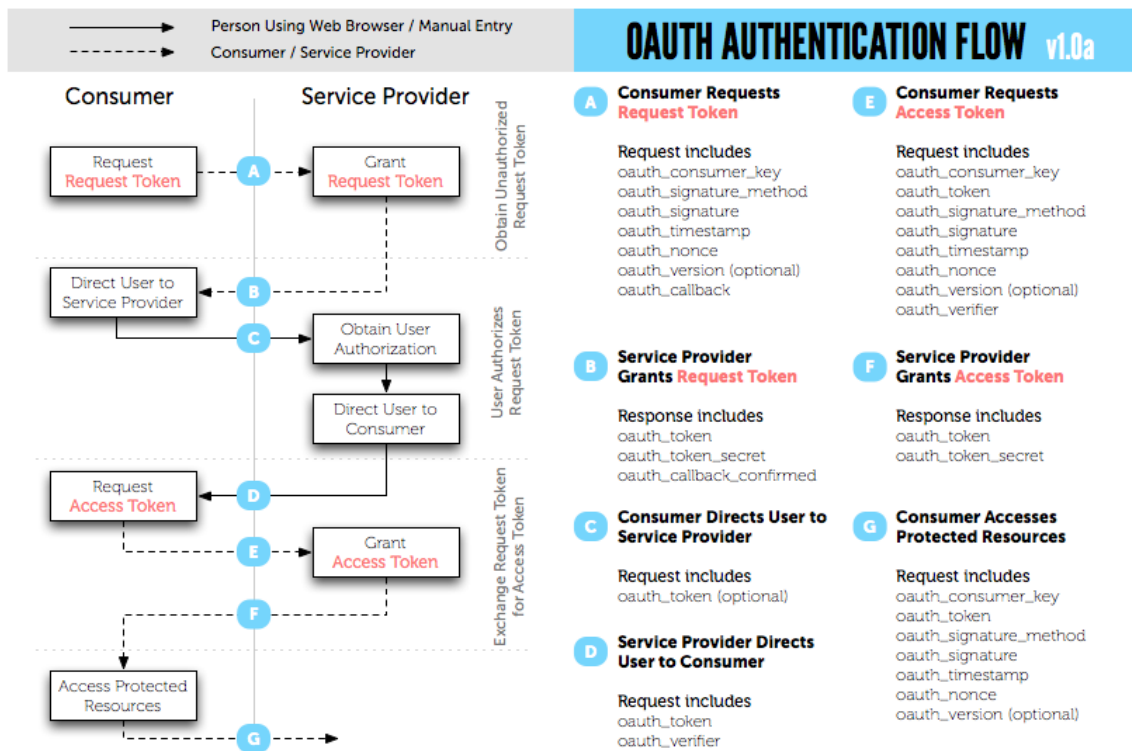 Person Using Web Browser / Manual Entry
Consumer / Service Provider
OAUTH AUTHENTICATION FLOW v1.0a
Consumer
Service Provider
Request
Request Token
A
Grant
Request Token
Obtain Unauthorized
Request Token
Direct User to
Service Provider
B
C
Obtain User
Authorization
Direct User to
Consumer
User Authorizes
Request Token
Request
Access Token
D
E
Grant
Access Token
F
Exchange Request Token
for Access Token
Access Protected
Resources
G
A
Consumer Requests
Request Token
Request includes
oauth_consumer_key
oauth_signature_method
oauth_signature
oauth_timestamp
oauth_nonce
oauth_version (optional)
oauth_callback
B
Service Provider
Grants Request Token
Response includes
oauth_token
oauth_token_secret
oauth_callback_confirmed
C
Consumer Directs User to
Service Provider
Request includes
oauth_token (optional)
D
Service Provider Directs
User to Consumer
Request includes
oauth_token
oauth_verifier
E
Consumer Requests
Access Token
Request includes
oauth_consumer_key
oauth_token
oauth_signature_method
oauth_signature
oauth_timestamp
oauth_nonce
oauth_version (optional)
oauth_verifier
F
Service Provider
Grants Access Token
Response includes
oauth_token
oauth_token_secret
G
Consumer Accesses
Protected Resources
Request includes
oauth_consumer_key
oauth_token
oauth_signature_method
oauth_signature
oauth_timestamp
oauth_nonce
oauth_version (optional)